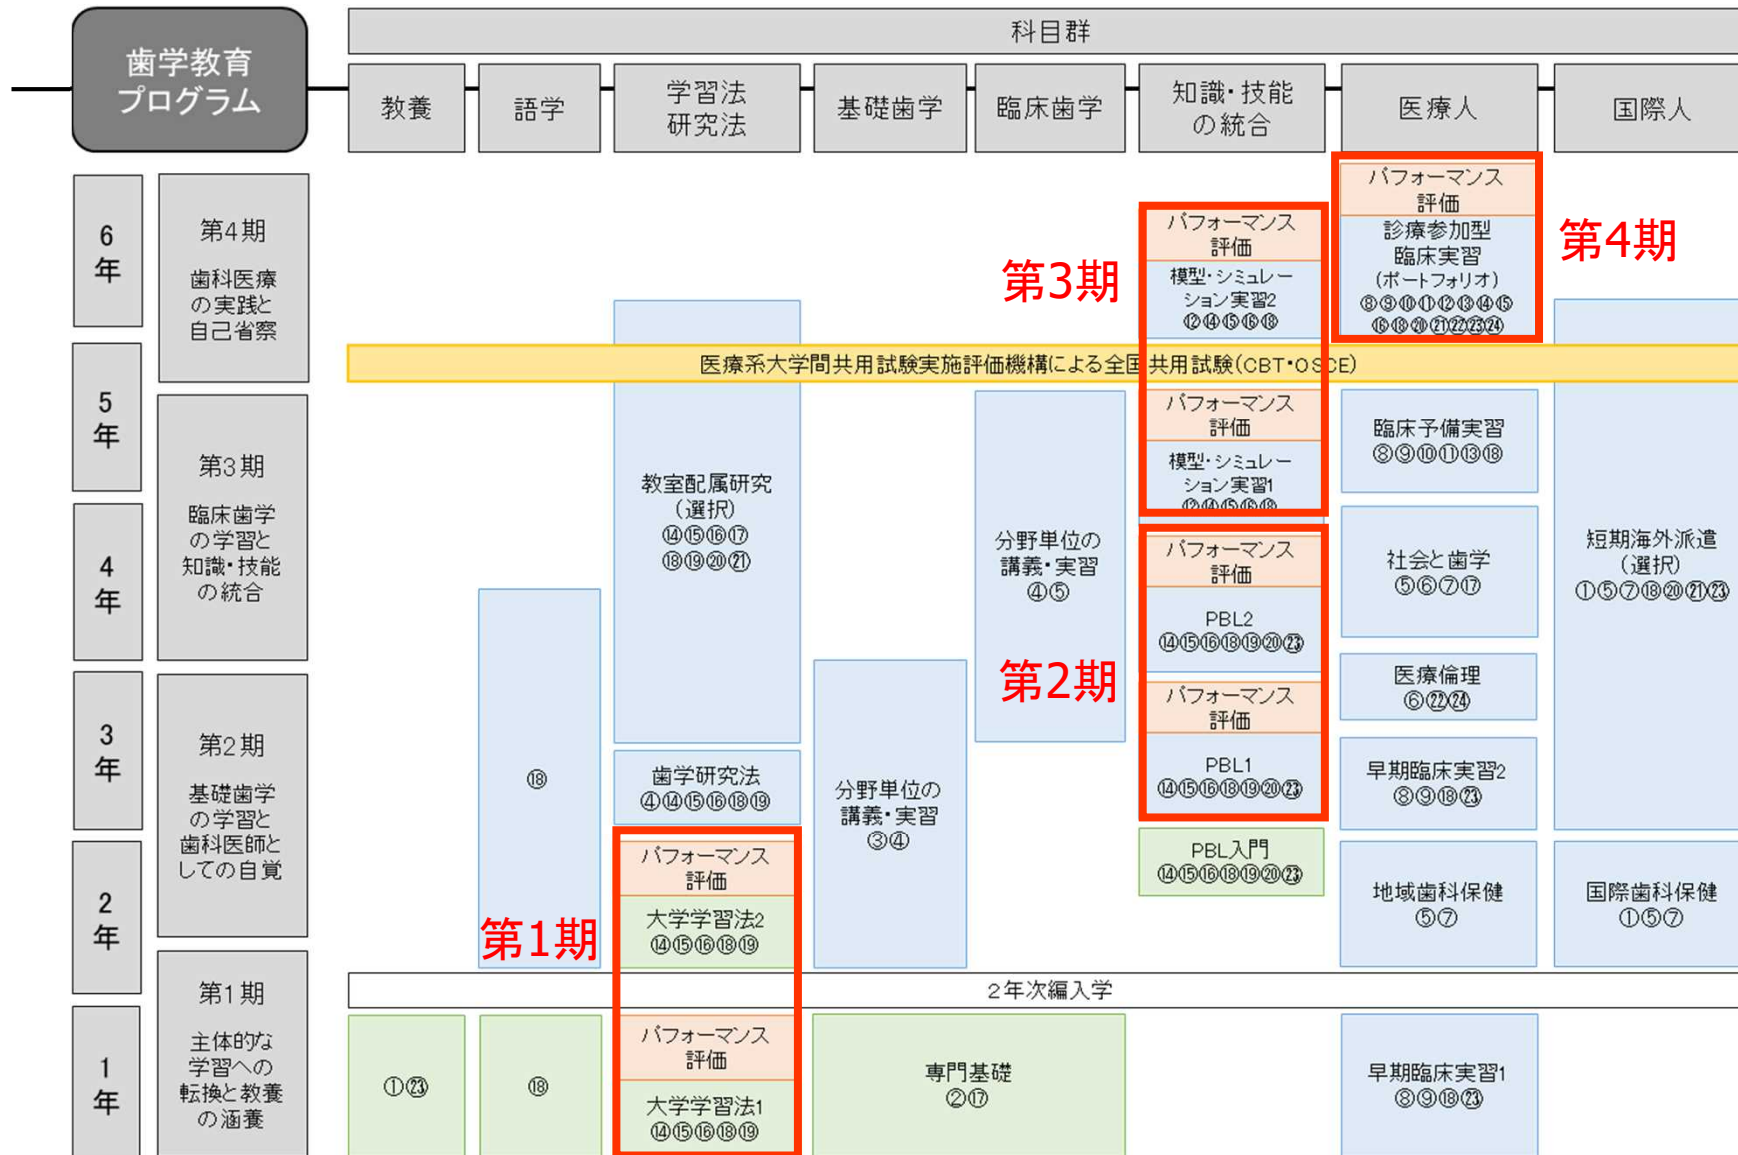 歯学教育
プログラム
科目群
教養
語学
学習法
研究法
基礎歯学
臨床歯学
知識・技能
の統合
医療人
国際人
6
年
5
年
4
年
3
年
2
年
1
年
第4期
歯科医療
の実践と
自己省察
第3期
臨床歯学
の学習と
知識・技能
の統合
第2期
基礎歯学
の学習と
歯科医師と
しての自覚
第1期
主体的な
学習への
転換と教養
の涵養
パフォーマンス
評価
診療参加型
臨床実習
(ポートフォリオ)
⑧⑨⑩⑪⑫⑬⑭⑮
⑯⑱⑳㉑㉒㉓㉔
第4期
第3期
パフォーマンス
評価
模型・シミュレー
ション実習2
⑫⑭⑮⑯⑱
医療系大学間共用試験実施評価機構による全国共用試験(CBT・OSCE)
パフォーマンス
評価
模型・シミュレー
ション実習1
⑫⑭⑮⑯⑱
臨床予備実習
⑧⑨⑩⑪⑬⑱
教室配属研究
(選択)
⑭⑮⑯⑰
⑱⑲⑳㉑
分野単位の
講義・実習
④⑤
パフォーマンス
評価
PBL2
⑭⑮⑯⑱⑲⑳㉓
社会と歯学
⑤⑥⑦⑰
短期海外派遣
(選択)
①⑤⑦⑱⑳㉑㉓
第2期
パフォーマンス
評価
PBL1
⑭⑮⑯⑱⑲⑳㉓
医療倫理
⑥㉒㉔
⑱
歯学研究法
④⑭⑮⑯⑱⑲
分野単位の
講義・実習
③④
早期臨床実習2
⑧⑨⑱㉓
パフォーマンス
評価
大学学習法2
⑭⑮⑯⑱⑲
第1期
PBL入門
⑭⑮⑯⑱⑲⑳㉓
地域歯科保健
⑤⑦
国際歯科保健
①⑤⑦
2年次編入学
①㉓
⑱
パフォーマンス
評価
大学学習法1
⑭⑮⑯⑱⑲
専門基礎
②⑰
早期臨床実習1
⑧⑨⑱㉓